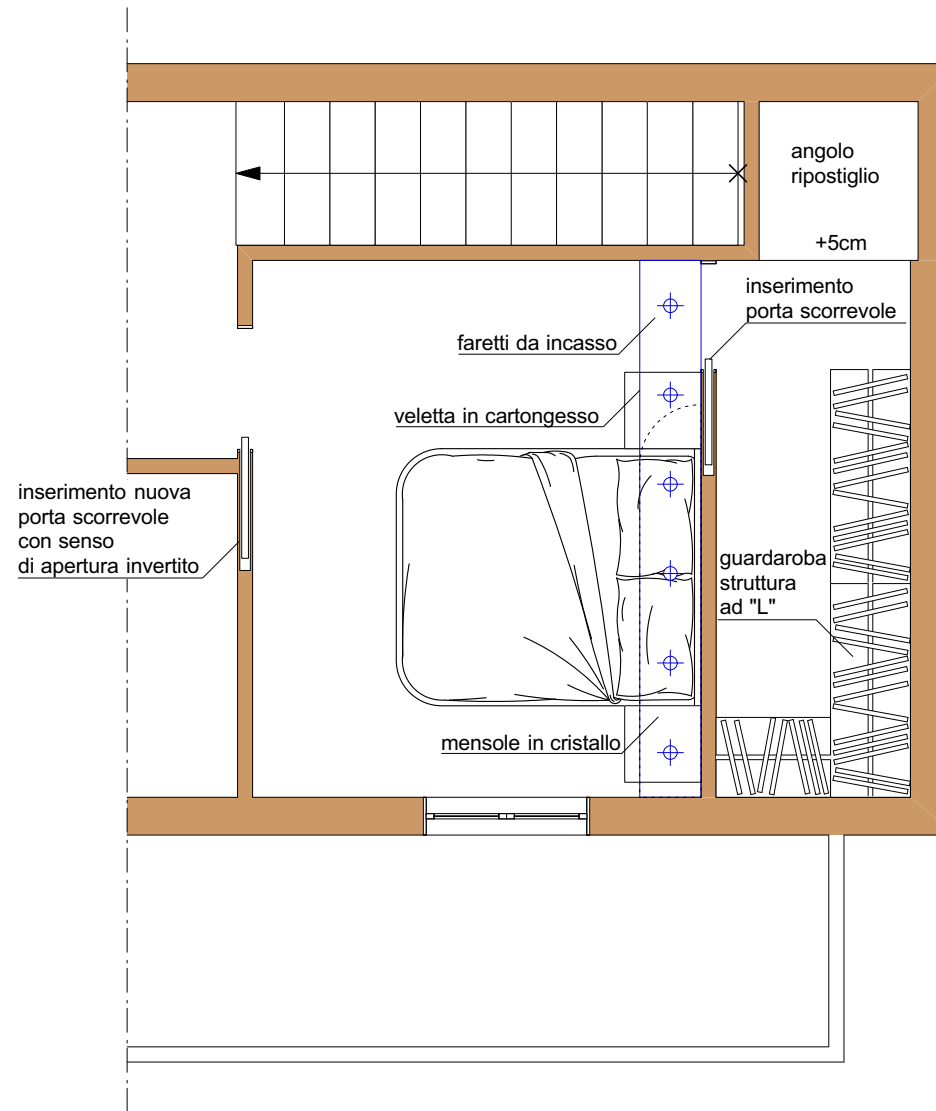 angolo
ripostiglio
+5cm
inserimento
porta scorrevole
faretti da incasso
veletta in cartongesso
inserimento nuova
porta scorrevole
con senso
di apertura invertito
guardaroba
struttura
ad "L"
mensole in cristallo